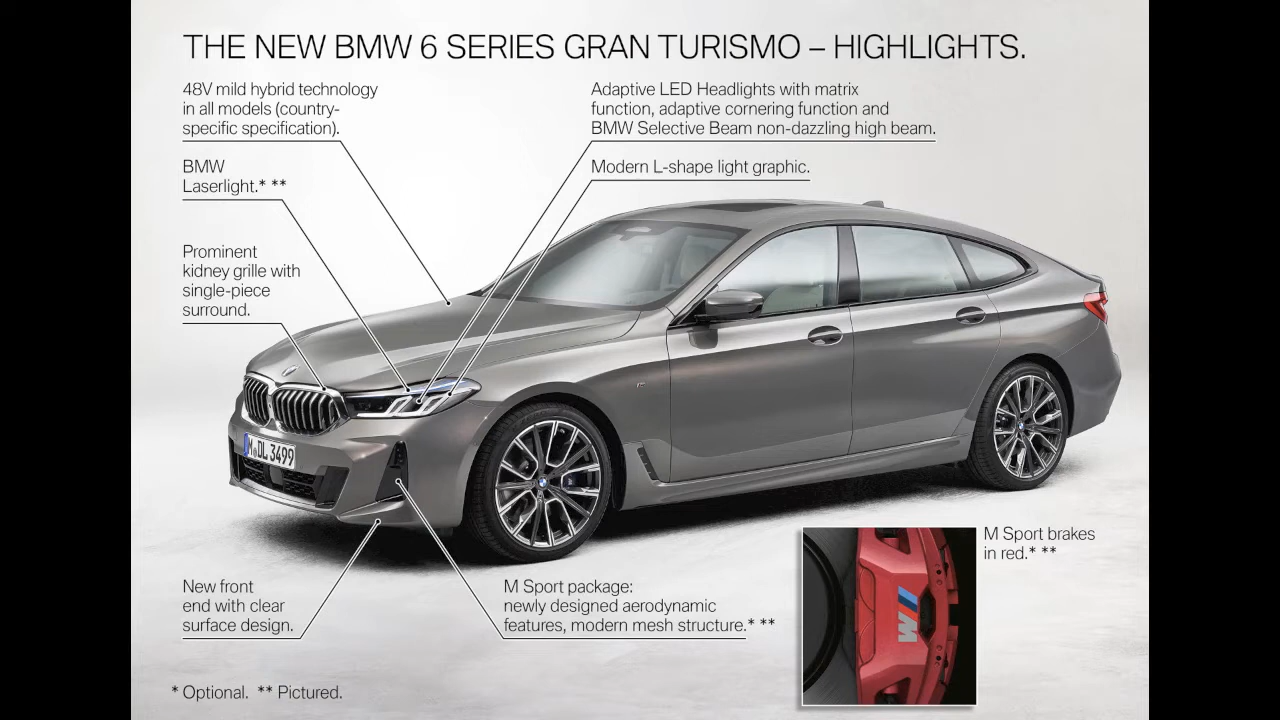 THE NEW BMW 6 SERIES GRAN TURISMO – HIGHLIGHTS.
48V mild hybrid technology
in all models (country-
specific specification).
Adaptive LED Headlights with matrix
function, adaptive cornering function and
BMW Selective Beam non-dazzling high beam.
BMW
Laserlight.* **
Modern L-shape light graphic.
Prominent
kidney grille with
single-piece
surround.
M DL 3499
M Sport brakes
in red.* **
New front
end with clear
surface design.
M Sport package:
newly designed aerodynamic
features, modern mesh structure.* **
M
* Optional. ** Pictured.